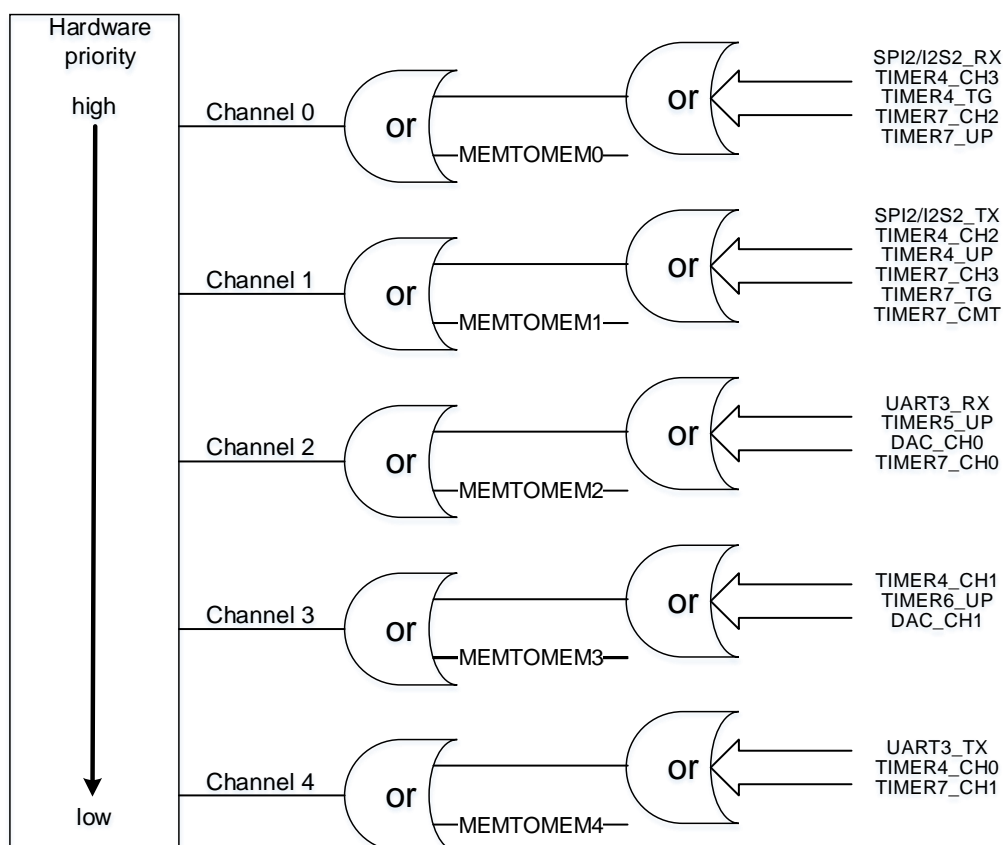 Hardware
priority
high
low
Channel 0
or
MEMTOMEM0
or
SPI2/I2S2_RX
TIMER4_CH3
TIMER4_TG
TIMER7_CH2
TIMER7_UP
Channel 1
or
MEMTOMEM1
or
SPI2/I2S2_TX
TIMER4_CH2
TIMER4_UP
TIMER7_CH3
TIMER7_TG
TIMER7_CMT
Channel 2
or
MEMTOMEM2
or
UART3_RX
TIMER5_UP
DAC_CH0
TIMER7_CH0
Channel 3
or
MEMTOMEM3
or
TIMER4_CH1
TIMER6_UP
DAC_CH1
Channel 4
or
MEMTOMEM4
or
UART3_TX
TIMER4_CH0
TIMER7_CH1